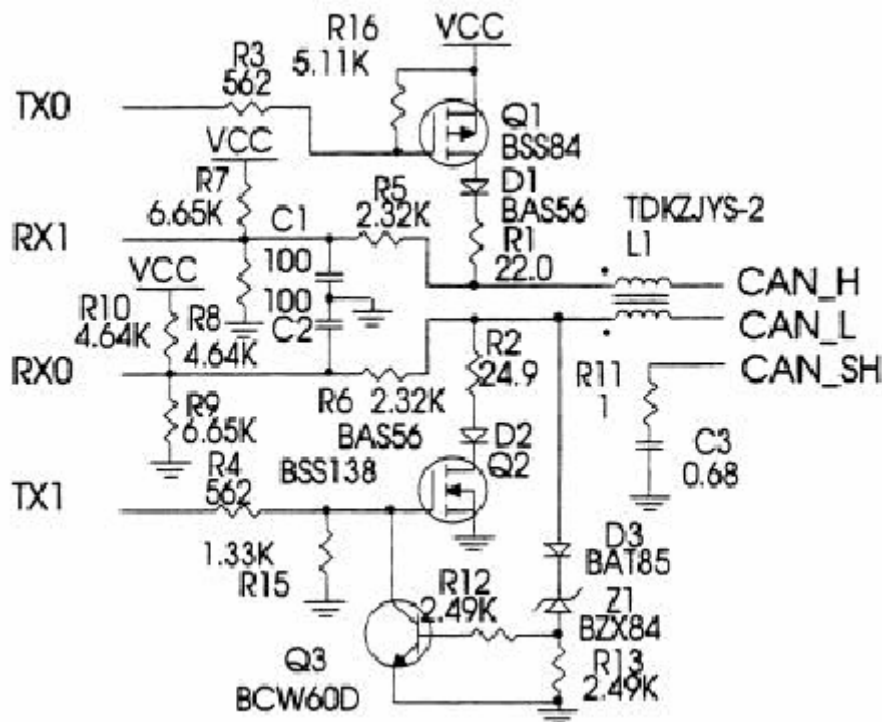 R16
5.11K
VCC
R3
562
TX0
Q1
BSS84
VCC
R7
6.65K
D1
BAS56
R5
2.32K
C1
TDKZJYS-2
L1
RX1
R1
22.0
100
VCC
100
CAN_H
R10
4.64K
R8
4.64K
C2
CAN_L
R2
24.9
RX0
R11
1
CAN_SH
R6
2.32K
R9
6.65K
BAS56
D2
C3
0.68
R4
562
BSS138
Q2
TX1
1.33K
R15
D3
BAT85
R12
2.49K
Z1
BZX84
Q3
BCW60D
R13
2.49K